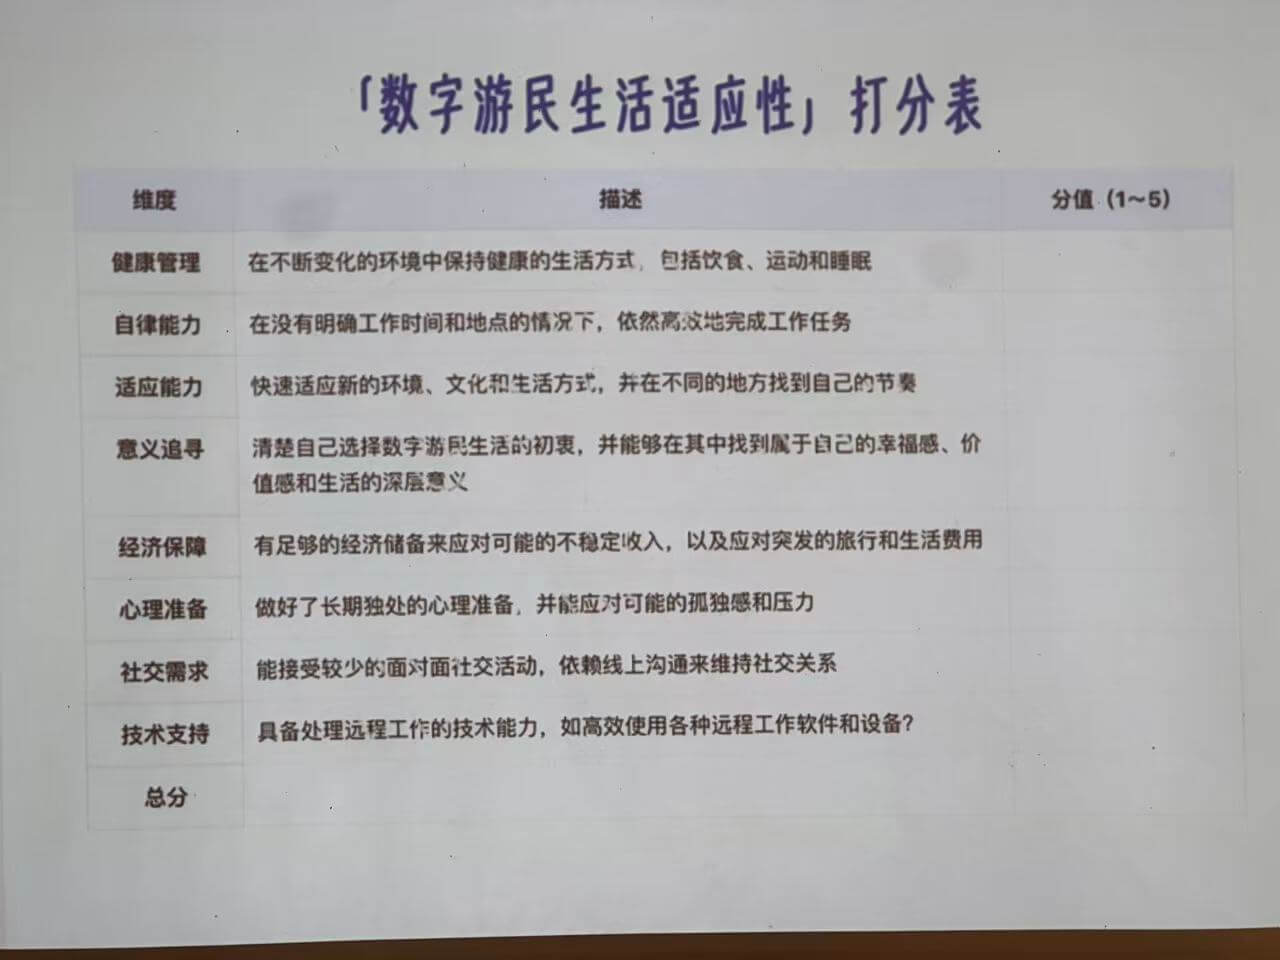 「数字游民生活适应性」打分表
维度 描述 分值（1～5）
健康管理 在不断变化的环境中保持健康的生活方式，包括饮食、运动和睡眠
自律能力 在没有明确工作时间和地点的情况下，依然高效地完成工作任务
适应能力 快速适应新的环境、文化和生活方式，并在不同的地方找到自己的节奏
意义追寻 清楚自己选择数字游民生活的初衷，并能够在其中找到属于自己的幸福感、价
值感和生活的深层意义
经济保障 有足够的经济储备来应对可能的不稳定收入，以及应对突发的旅行和生活费用
心理准备 做好了长期独处的心理准备，并能应对可能的孤独感和压力
社交需求 能接受较少的面对面社交活动，依赖线上沟通来维持社交关系
技术支持 具备处理远程工作的技术能力，如高效使用各种远程工作软件和设备？
总分